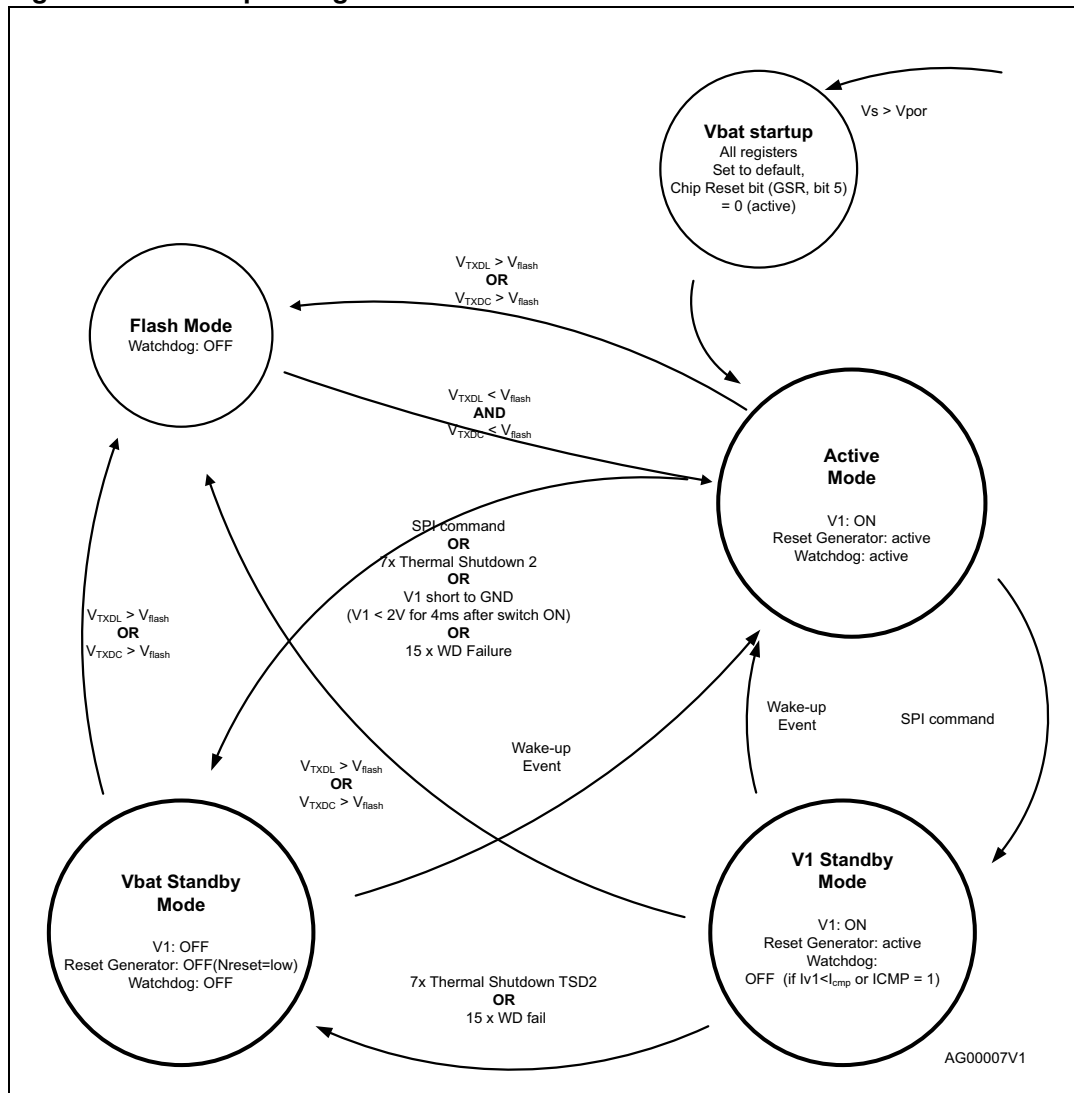 Vs > Vpor
Vbat startup
All registers
Set to default,
Chip Reset bit (GSR, bit 5)
= 0 (active)
VTXDL > Vflash
OR
VTXDC > Vflash
Flash Mode
Watchdog: OFF
VTXDL < Vflash
AND
VTXDC < Vflash
Active
Mode
V1: ON
Reset Generator: active
Watchdog: active
SPI command
OR
7x Thermal Shutdown 2
OR
V1 short to GND
(V1 < 2V for 4ms after switch ON)
OR
15 x WD Failure
VTXDL > Vflash
OR
VTXDC > Vflash
Wake-up
Event
SPI command
Wake-up
Event
VTXDL > Vflash
OR
VTXDC > Vflash
Vbat Standby
Mode
V1: OFF
Reset Generator: OFF(Nreset=low)
Watchdog: OFF
V1 Standby
Mode
V1: ON
Reset Generator: active
Watchdog:
OFF (if Iv1<Icmp or ICMP = 1)
7x Thermal Shutdown TSD2
OR
15 x WD fail
AG00007V1